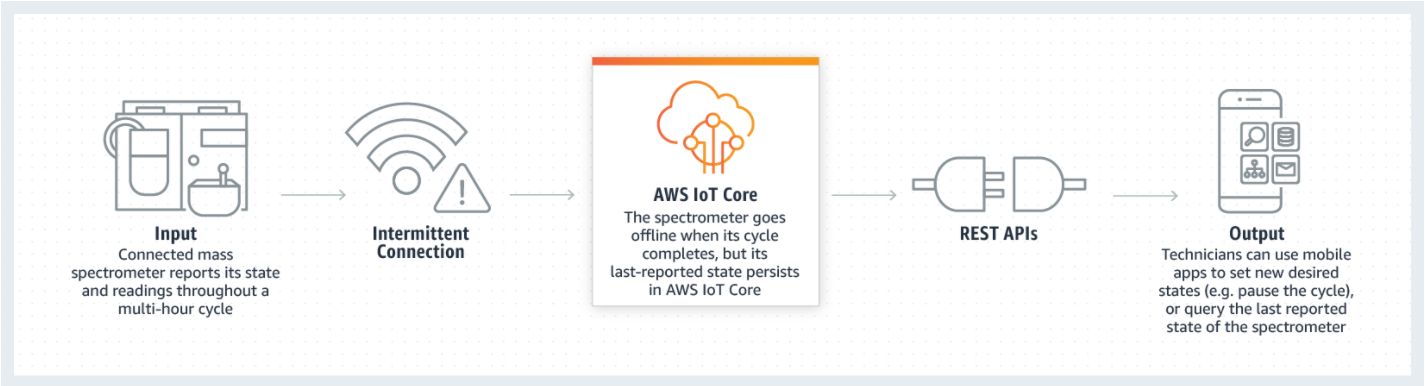 Input
Connected mass
spectrometer reports its state
and readings throughout a
multi-hour cycle
Intermittent
Connection
AWS IoT Core
The spectrometer goes
offline when its cycle
completes, but its
last-reported state persists
in AWS IoT Core
REST APIs
Output
Technicians can use mobile
apps to set new desired
states (e.g. pause the cycle),
or query the last reported
state of the spectrometer